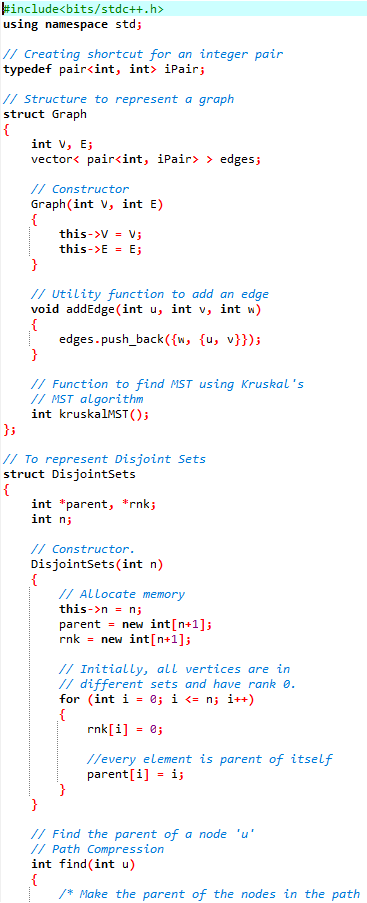 #include<bits/stdc++.h>
using namespace std;

// Creating shortcut for an integer pair
typedef pair<int, int> iPair;

// Structure to represent a graph
struct Graph
{
    int V, E;
    vector< pair<int, iPair> > edges;

    // Constructor
    Graph(int V, int E)
    {
        this->V = V;
        this->E = E;
    }

    // Utility function to add an edge
    void addEdge(int u, int v, int w)
    {
        edges.push_back({w, {u, v}});
    }

    // Function to find MST using Kruskal's
    // MST algorithm
    int kruskalMST();
};

// To represent Disjoint Sets
struct DisjointSets
{
    int *parent, *rnk;
    int n;

    // Constructor.
    DisjointSets(int n)
    {
        // Allocate memory
        this->n = n;
        parent = new int[n+1];
        rnk = new int[n+1];

        // Initially, all vertices are in
        // different sets and have rank 0.
        for (int i = 0; i <= n; i++)
        {
            rnk[i] = 0;

            //every element is parent of itself
            parent[i] = i;
        }
    }

    // Find the parent of a node 'u'
    // Path Compression
    int find(int u)
    {
        /* Make the parent of the nodes in the path